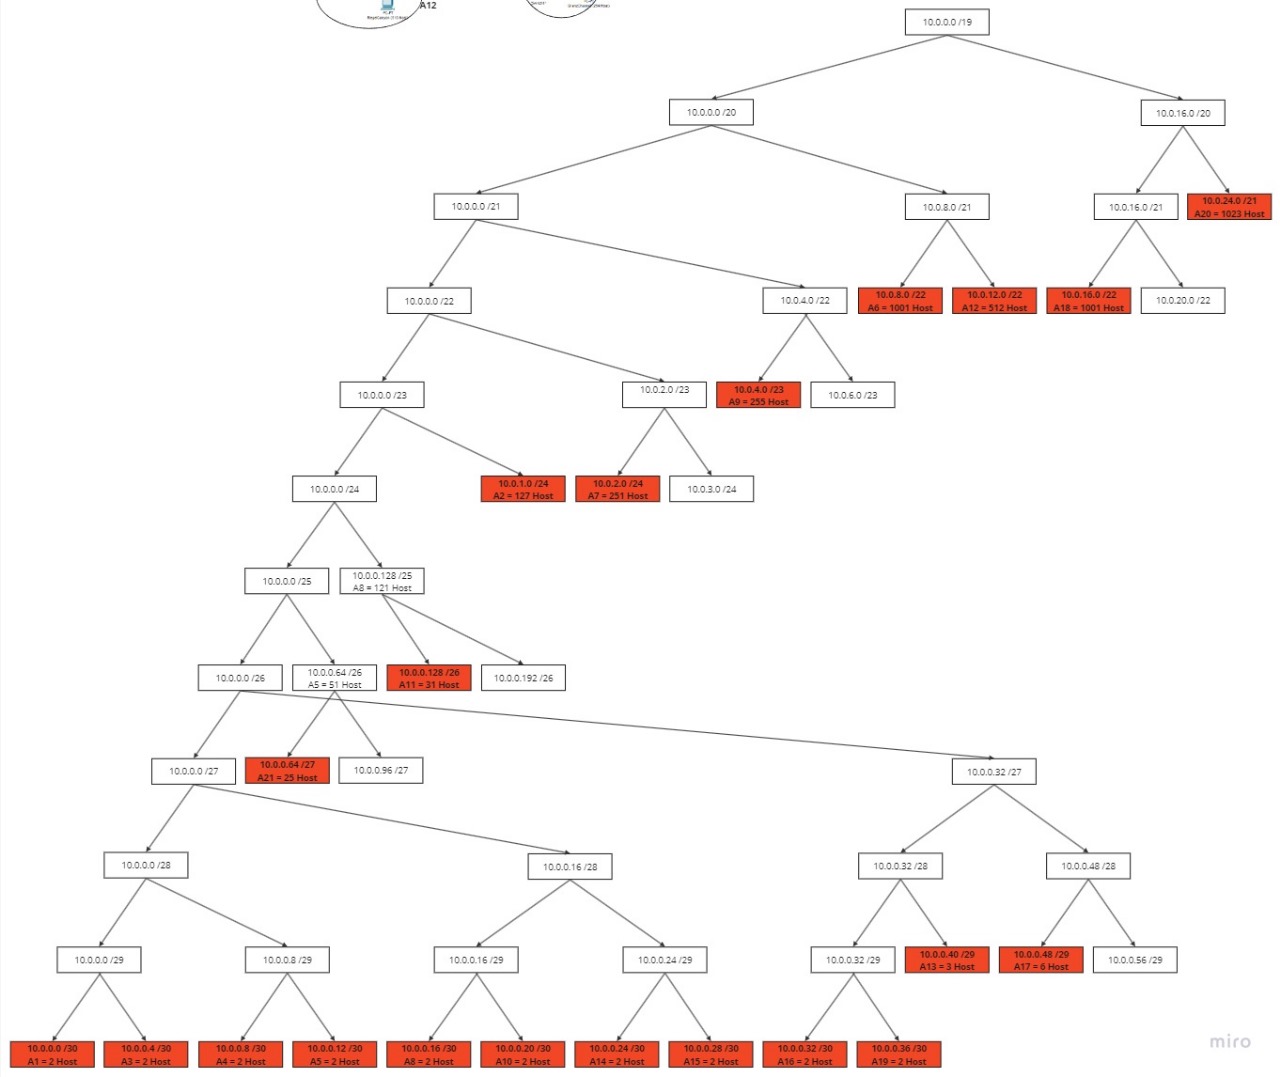 A12
10.0.0.0 /19
10.0.0.0 /20
10.0.16.0 /20
10.0.0.0 /21
10.0.8.0 /21
10.0.16.0 /21
10.0.24.0 /21
A20 = 1023 Host
10.0.0.0 /22
10.0.4.0 /22
10.0.8.0 /22
A6 = 1001 Host
10.0.12.0 /22
A12 = 512 Host
10.0.16.0 /22
A18 = 1001 Host
10.0.20.0 /22
10.0.0.0 /23
10.0.2.0 /23
10.0.4.0 /23
A9 = 255 Host
10.0.6.0 /23
10.0.0.0 /24
10.0.1.0 /24
A2 = 127 Host
10.0.2.0 /24
A7 = 251 Host
10.0.3.0 /24
10.0.0.0 /25
10.0.0.128 /25
A8 = 121 Host
10.0.0.0 /26
10.0.0.64 /26
A5 = 51 Host
10.0.0.128 /26
A11 = 31 Host
10.0.0.192 /26
10.0.0.0 /27
10.0.0.64 /27
A21 = 25 Host
10.0.0.96 /27
10.0.0.32 /27
10.0.0.0 /28
10.0.0.16 /28
10.0.0.32 /28
10.0.0.48 /28
10.0.0.0 /29
10.0.0.8 /29
10.0.0.16 /29
10.0.0.24 /29
10.0.0.32 /29
10.0.0.40 /29
A13 = 3 Host
10.0.0.48 /29
A17 = 6 Host
10.0.0.56 /29
10.0.0.0 /30
A1 = 2 Host
10.0.0.4 /30
A3 = 2 Host
10.0.0.8 /30
A4 = 2 Host
10.0.0.12 /30
A5 = 2 Host
10.0.0.16 /30
A8 = 2 Host
10.0.0.20 /30
A10 = 2 Host
10.0.0.24 /30
A14 = 2 Host
10.0.0.28 /30
A15 = 2 Host
10.0.0.32 /30
A16 = 2 Host
10.0.0.36 /30
A19 = 2 Host
miro